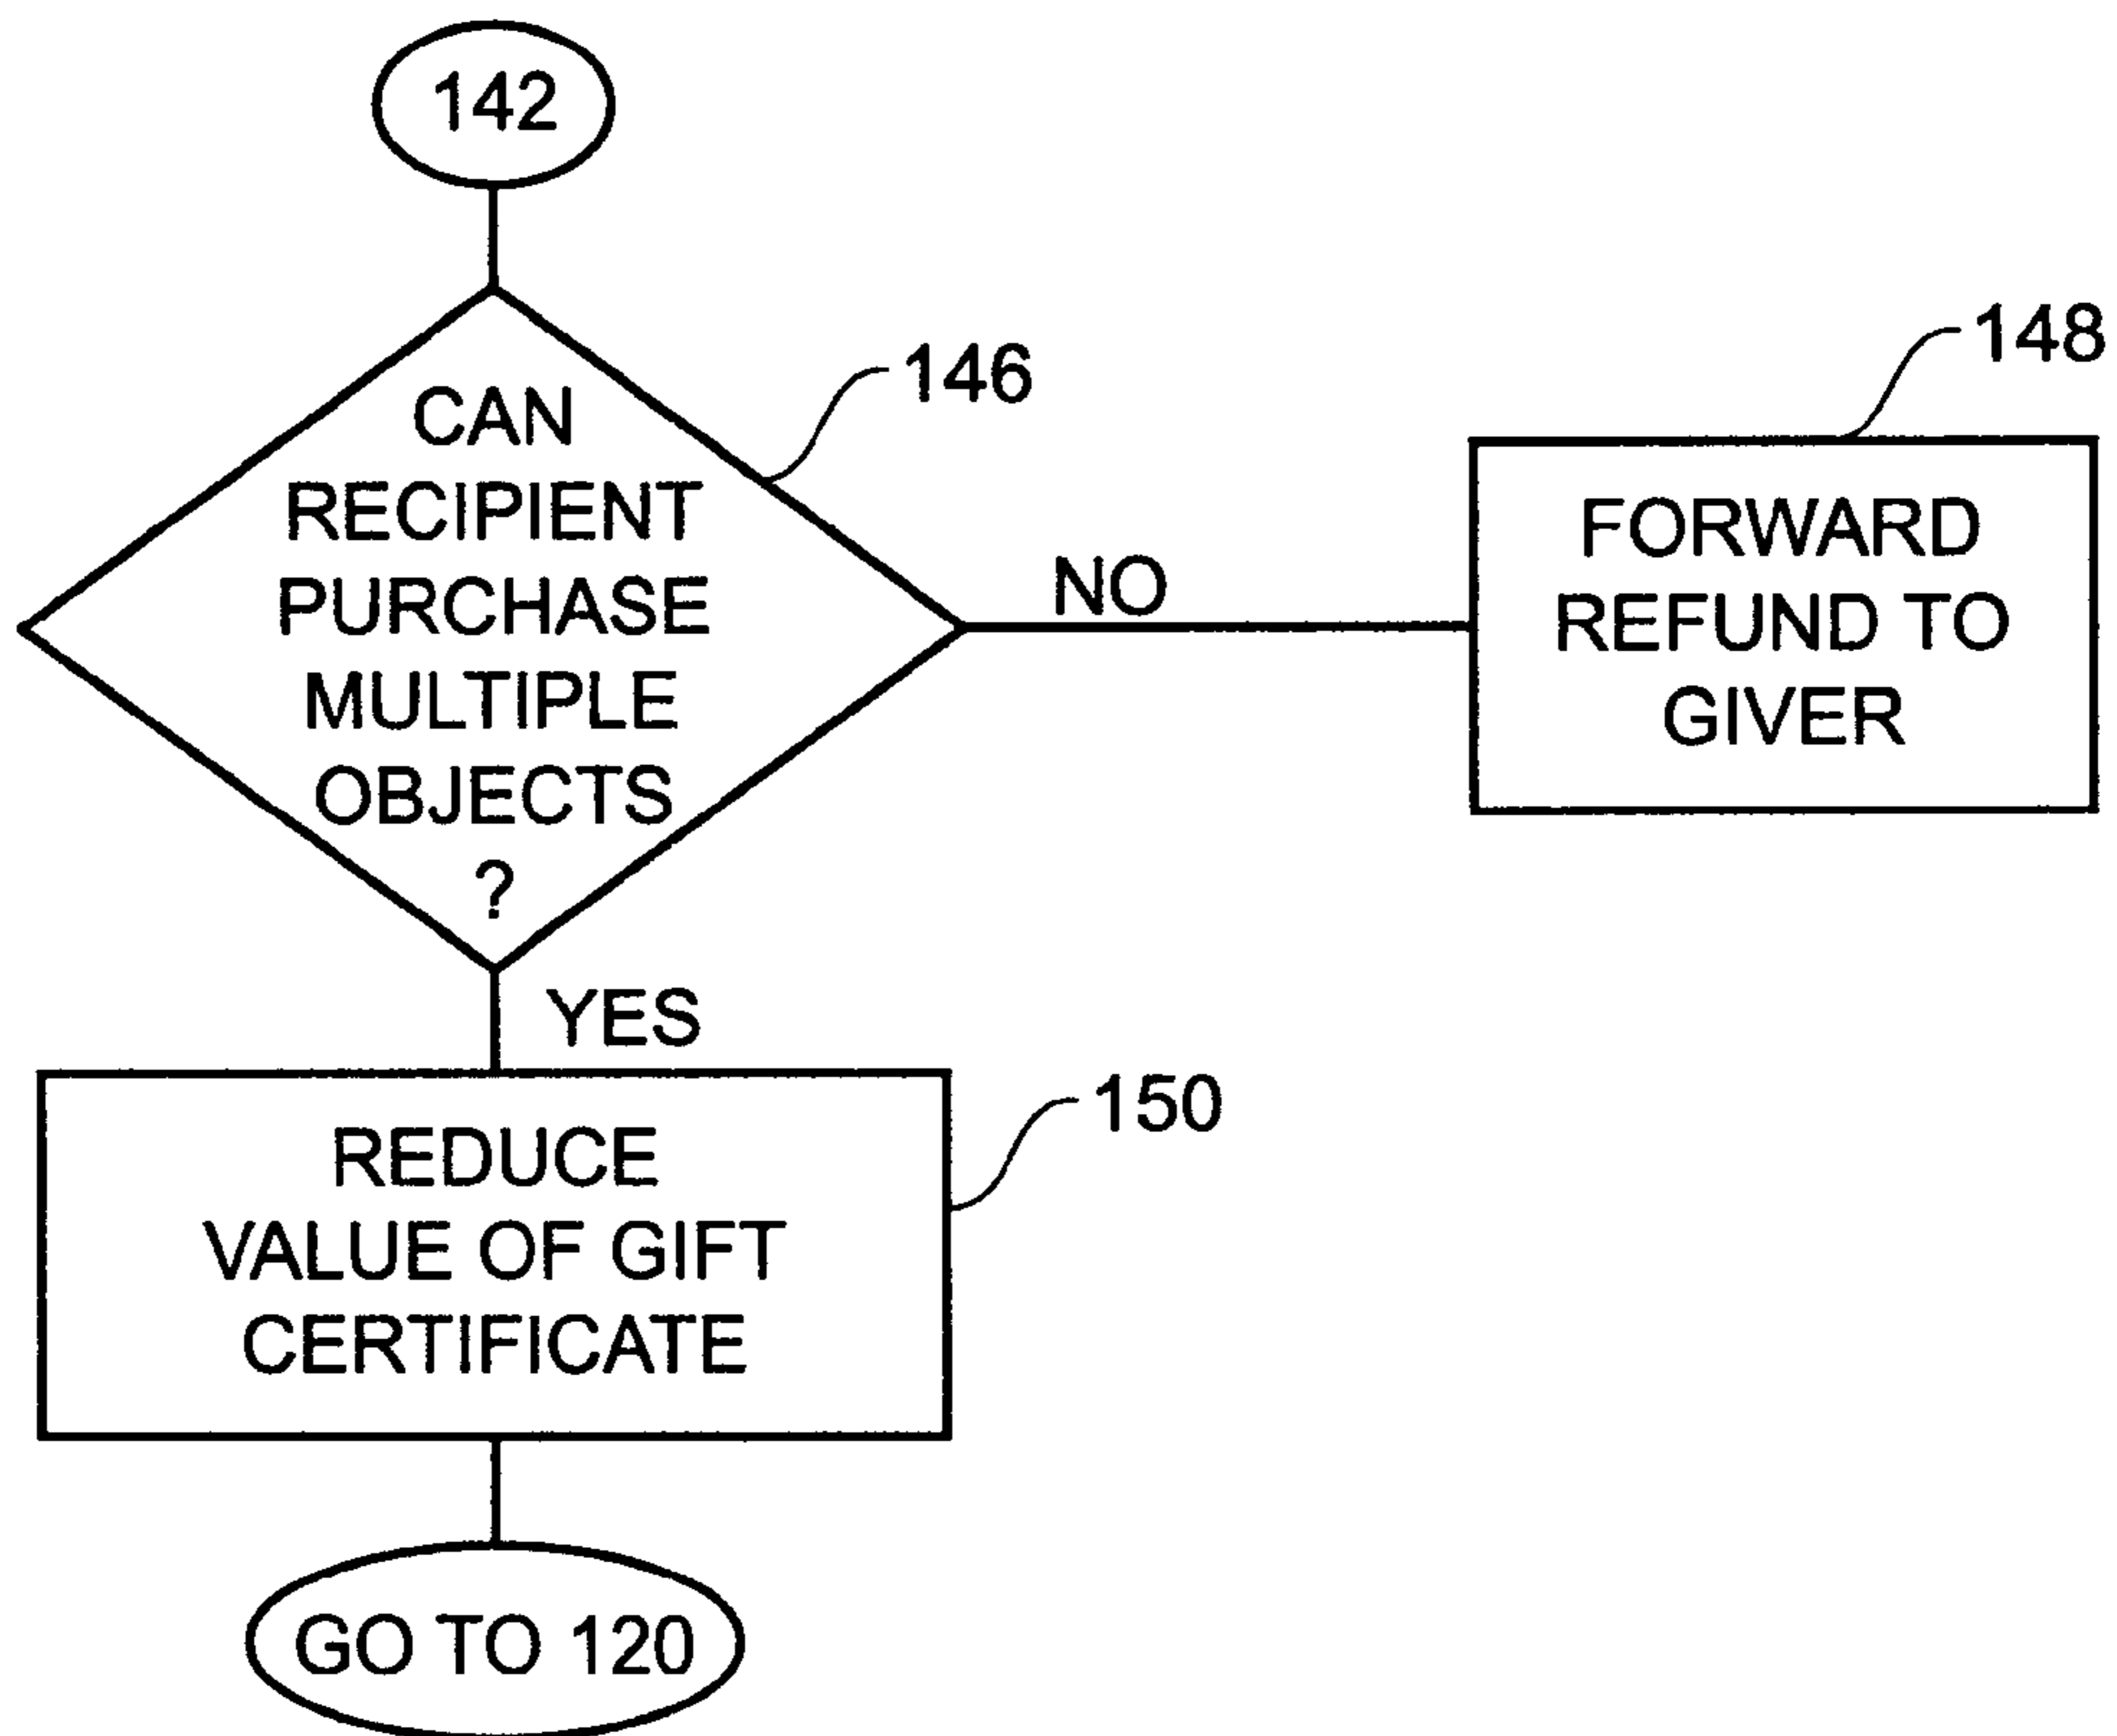 142
CAN
RECIPIENT
PURCHASE
MULTIPLE
OBJECTS
?
146
NO
148
FORWARD
REFUND TO
GIVER
YES
150
REDUCE
VALUE OF GIFT
CERTIFICATE
GO TO 120